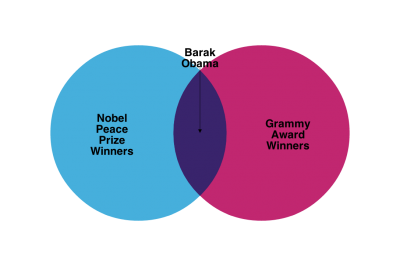 Barak
Obama
Nobel
Peace
Prize
Winners
Grammy
Award
Winners